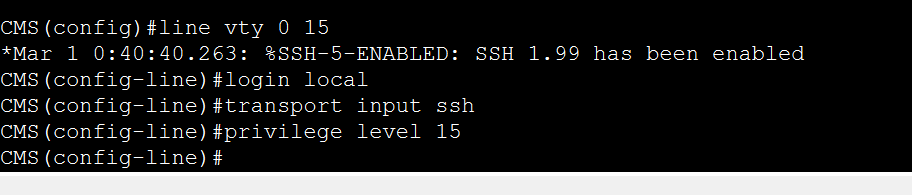 CMS(config)#line vty 0 15
*Mar 1 0:40:40.263: %SSH-5-ENABLED: SSH 1.99 has been enabled
CMS(config-line)#login local
CMS(config-line)#transport input ssh
CMS(config-line)#privilege level 15
CMS(config-line)#